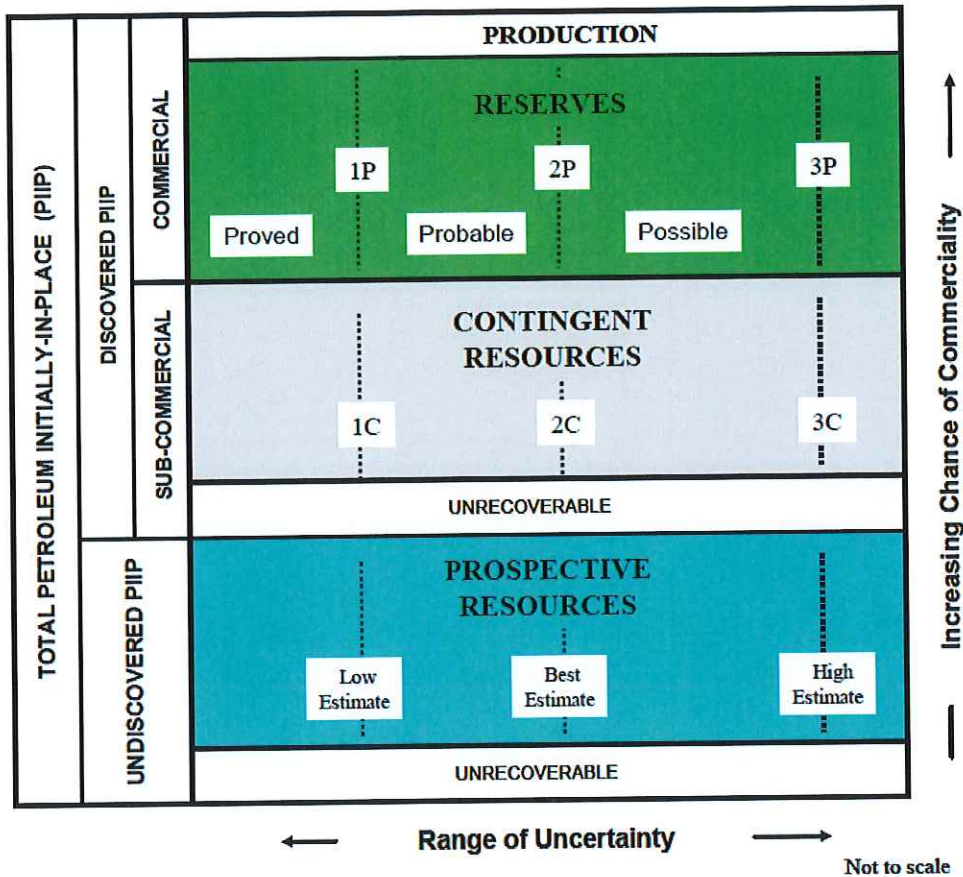 TOTAL PETROLEUM INITIALLY-IN-PLACE (PIIP)
DISCOVERED PIIP
UNDISCOVERED PIIP
COMMERCIAL
SUB-COMMERCIAL
PRODUCTION
RESERVES
1P
2P
3P
Proved
Probable
Possible
CONTINGENT
RESOURCES
1C
2C
3C
UNRECOVERABLE
PROSPECTIVE
RESOURCES
Low
Estimate
Best
Estimate
High
Estimate
UNRECOVERABLE
Increasing Chance of Commerciality
Range of Uncertainty
Not to scale